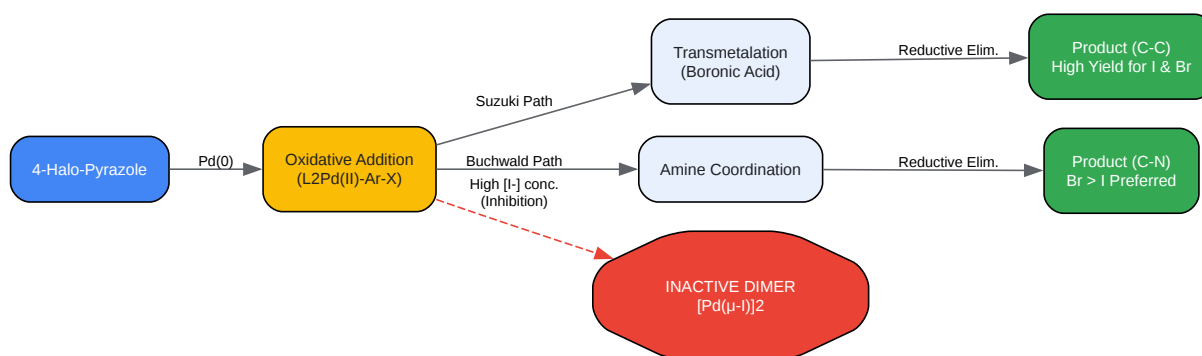 Transmetalation
(Boronic Acid)
Reductive Elim.
Product (C-C)
High Yield for I & Br
Suzuki Path
4-Halo-Pyrazole
Pd(0)
Oxidative Addition
(L2Pd(II)-Ar-X)
Buchwald Path
Amine Coordination
Reductive Elim.
Product (C-N)
Br > I Preferred
High [I-] conc.
(Inhibition)
INACTIVE DIMER
[Pd(μ-I)]2